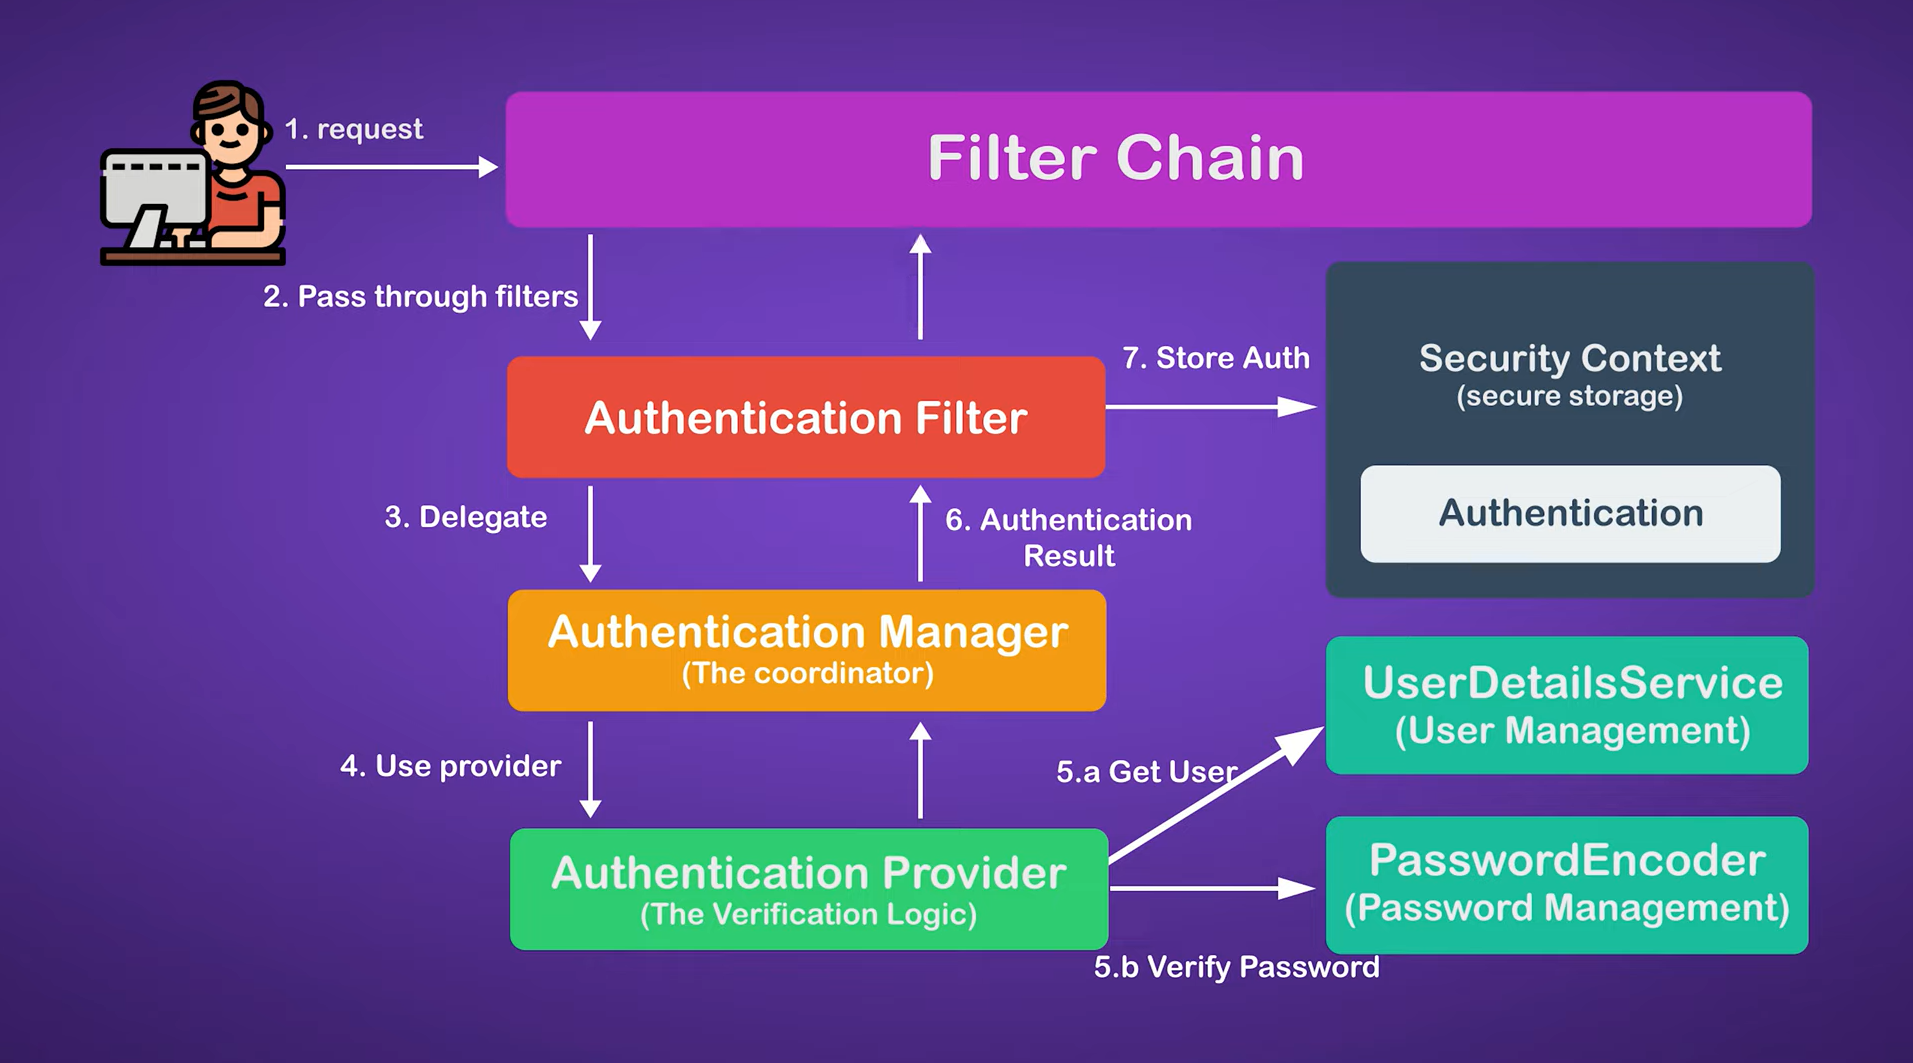 1. request
Filter Chain
2. Pass through filters
Authentication Filter
7. Store Auth
Security Context
(secure storage)
Authentication
3. Delegate
6. Authentication
Result
Authentication Manager
(The coordinator)
UserDetailsService
(User Management)
4. Use provider
5.a Get User
Authentication Provider
(The Verification Logic)
PasswordEncoder
(Password Management)
5.b Verify Password